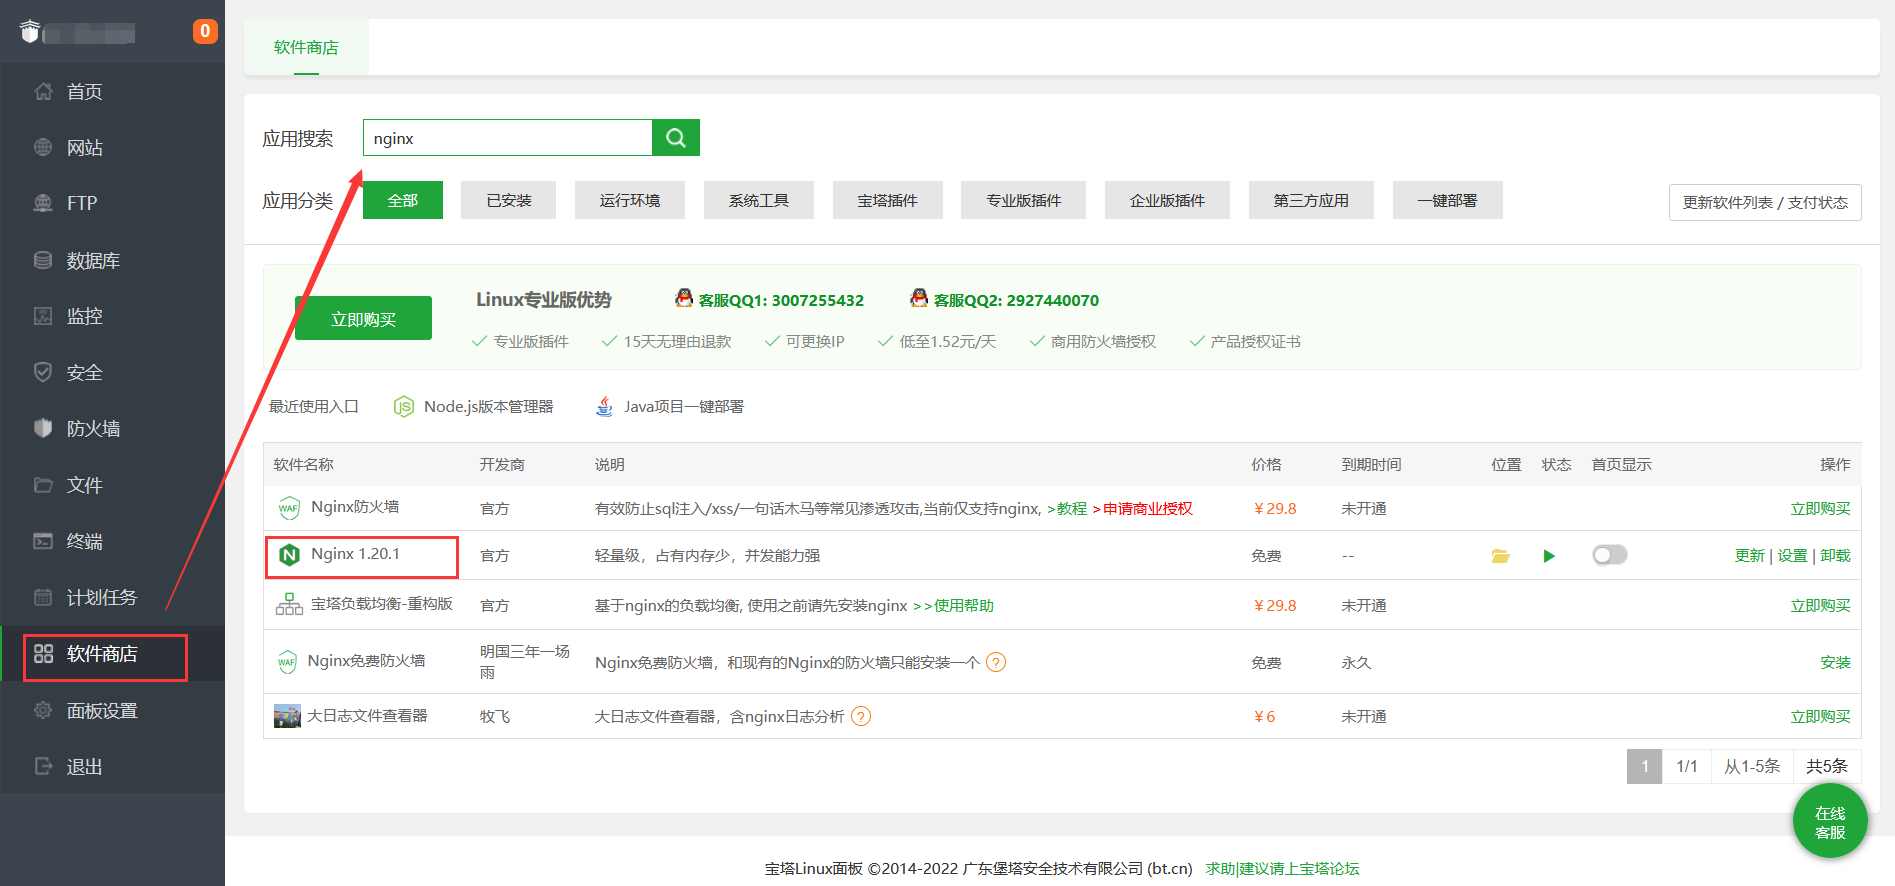 0
首页
网站
FTP
数据库
监控
安全
防火墙
文件
终端
计划任务
软件商店
面板设置
退出
软件商店
应用搜索 nginx
应用分类 全部 已安装 运行环境 系统工具 宝塔插件 专业版插件 企业版插件 第三方应用 一键部署 更新软件列表 / 支付状态
立即购买
Linux专业版优势 客服QQ1: 3007255432 客服QQ2: 2927440070
专业版插件 15天无理由退款 可更换IP 低至1.52元/天 商用防火墙授权 产品授权证书
最近使用入口 JS Node.js版本管理器 Java项目一键部署
软件名称 开发商 说明 价格 到期时间 位置 状态 首页显示 操作
WAF Nginx防火墙 官方 有效防止sql注入/xss/一句话木马等常见渗透攻击,当前仅支持nginx, >教程 >申请商业授权 ￥29.8 未开通 立即购买
N Nginx 1.20.1 官方 轻量级，占有内存少，并发能力强 免费 -- 更新 | 设置 | 卸载
宝塔负载均衡-重构版 官方 基于nginx的负载均衡, 使用之前请先安装nginx >>使用帮助 ￥29.8 未开通 立即购买
WAF Nginx免费防火墙 明国三年一场雨 Nginx免费防火墙，和现有的Nginx的防火墙只能安装一个 ? 免费 永久 安装
大日志文件查看器 牧飞 大日志文件查看器，含nginx日志分析 ? ￥6 未开通 立即购买
1 1/1 从1-5条 共5条
在线
客服
宝塔Linux面板 ©2014-2022 广东堡塔安全技术有限公司 (bt.cn) 求助|建议请上宝塔论坛